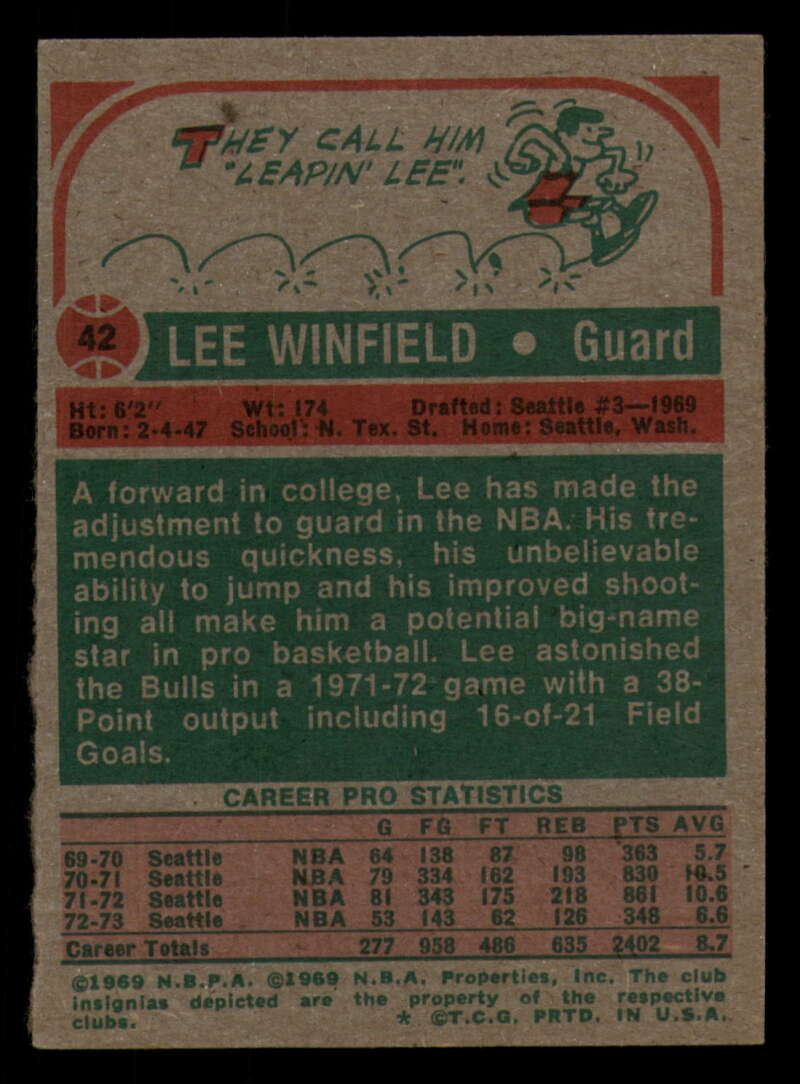 THEY CALL HIM
"LEAPIN' LEE".
42 LEE WINFIELD • Guard
Ht: 6'2" Wt: 174 Drafted: Seattle #3—1969
Born: 2-4-47 School: N. Tex. St. Home: Seattle, Wash.
A forward in college, Lee has made the
adjustment to guard in the NBA. His tre-
mendous quickness, his unbelievable
ability to jump and his improved shoot-
ing all make him a potential big-name
star in pro basketball. Lee astonished
the Bulls in a 1971-72 game with a 38-
Point output including 16-of-21 Field
Goals.
CAREER PRO STATISTICS
G FG FT REB PTS AVG
69-70 Seattle NBA 64 138 87 98 363 5.7
70-71 Seattle NBA 79 334 162 193 830 10.5
71-72 Seattle NBA 81 343 175 218 861 10.6
72-73 Seattle NBA 53 143 62 126 348 6.6
Career Totals 277 958 486 635 2402 8.7
©1969 N.B.P.A. ©1969 N.B.A. Properties, Inc. The club
insignias depicted are the property of the respective
clubs. * ©T.C.G. PRTD. IN U.S.A.